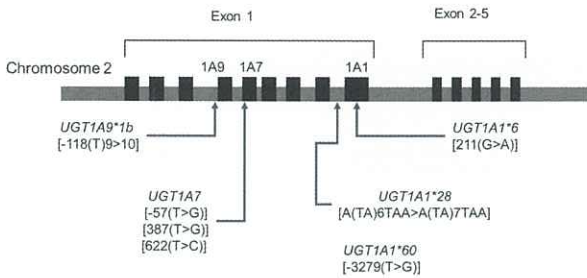 Exon 1
Exon 2-5
Chromosome 2
1A9
1A7
1A1
UGT1A9*1b
[-118(T)9>10]
UGT1A1*6
[211(G>A)]
UGT1A7
[-57(T>G)]
[387(T>G)]
[622(T>C)]
UGT1A1*28
[A(TA)6TAA>A(TA)7TAA]
UGT1A1*60
[-3279(T>G)]